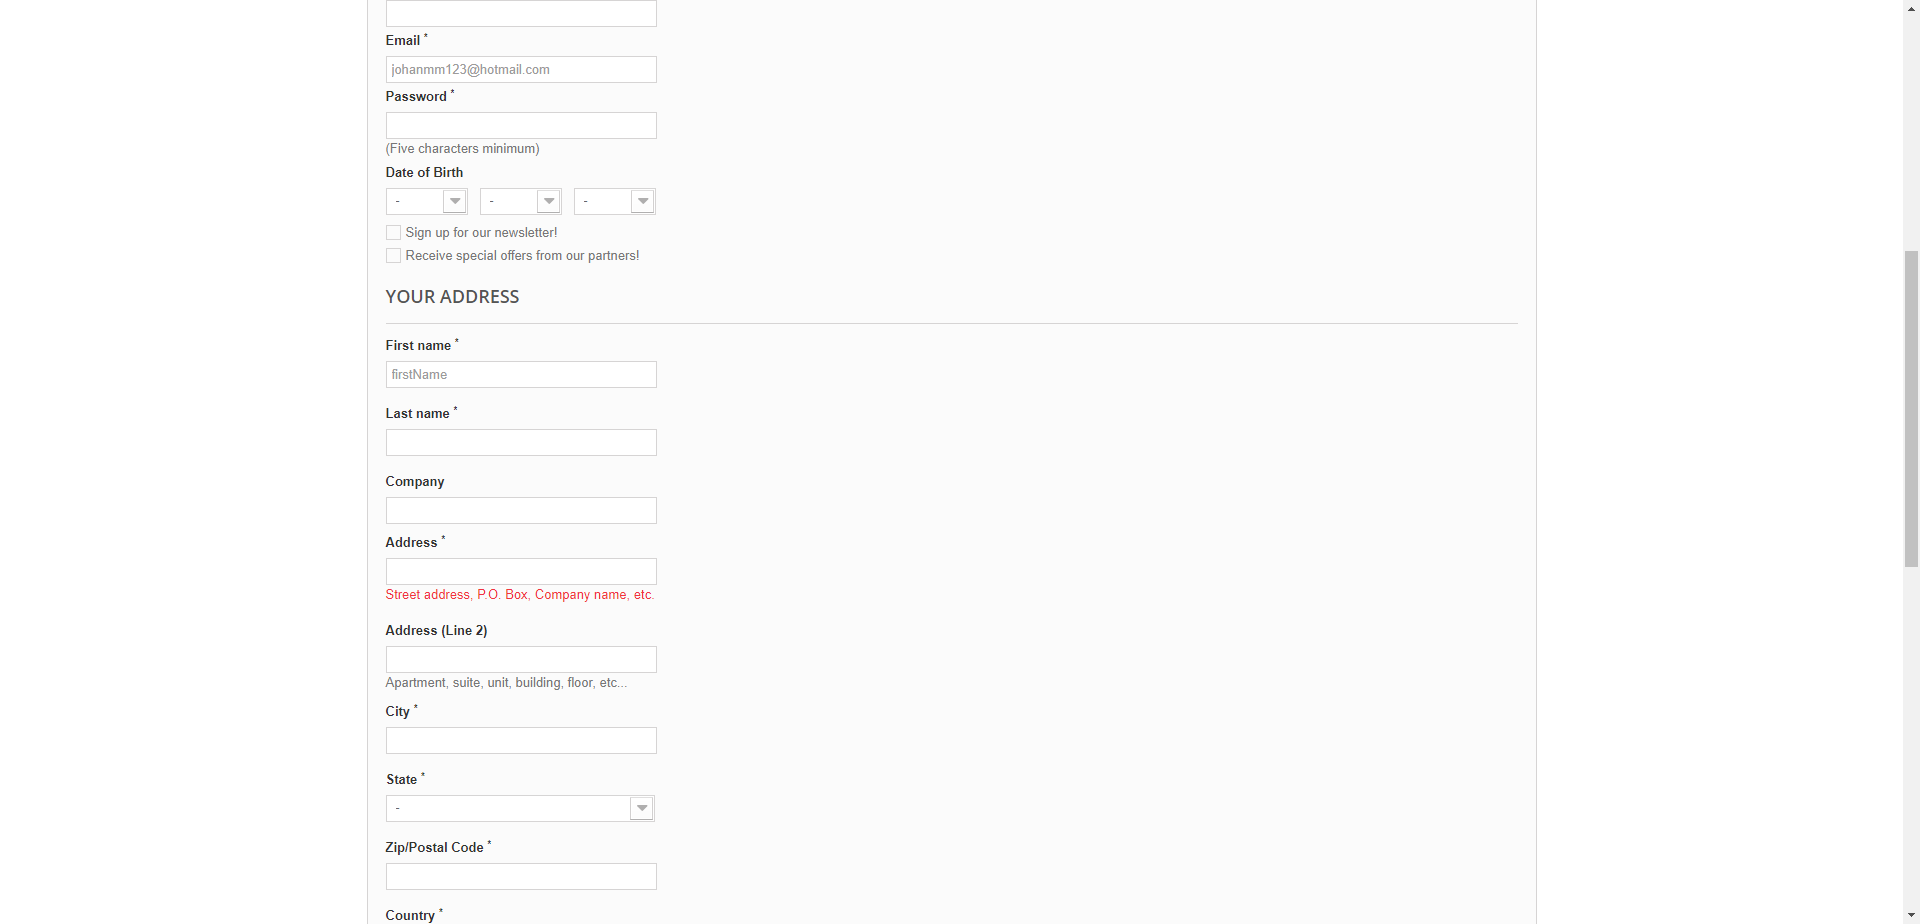 Email *
johanmm123@hotmail.com
Password *
(Five characters minimum)
Date of Birth
- - -
Sign up for our newsletter!
Receive special offers from our partners!
YOUR ADDRESS
First name *
firstName
Last name *
Company
Address *
Street address, P.O. Box, Company name, etc.
Address (Line 2)
Apartment, suite, unit, building, floor, etc...
City *
State *
-
Zip/Postal Code *
Country *